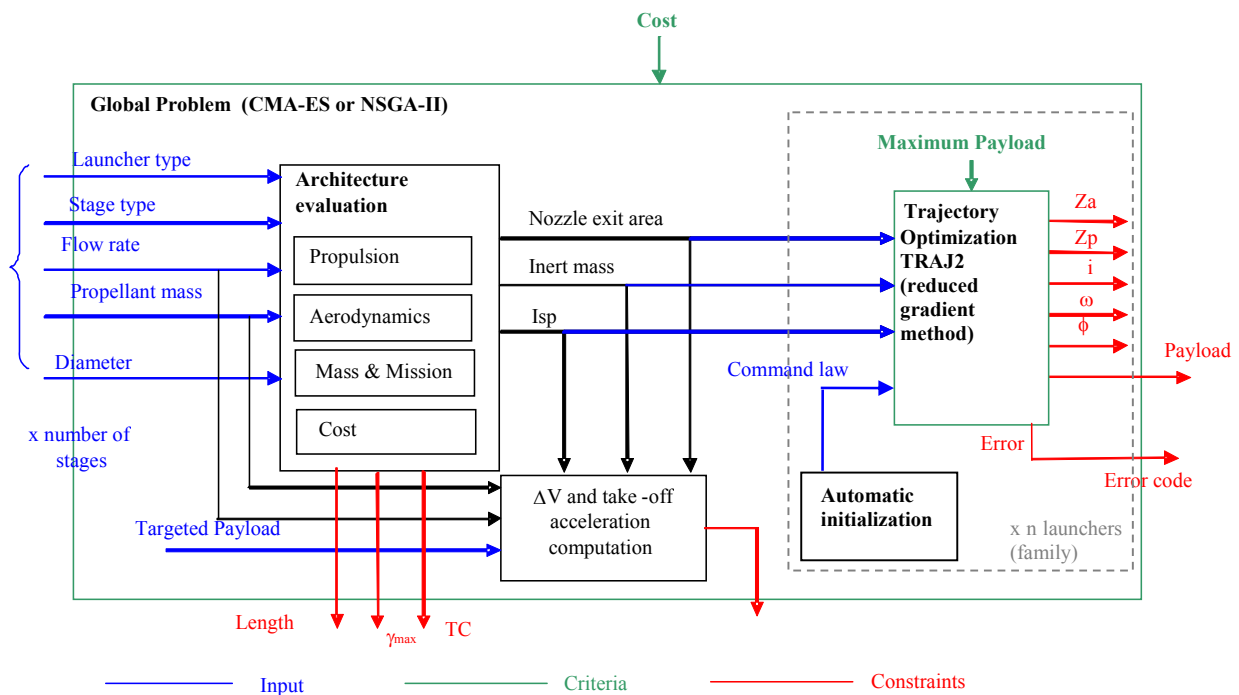 Cost
Global Problem (CMA-ES or NSGA-II)
Launcher type
Stage type
Flow rate
Propellant mass
Diameter
x number of
stages
Targeted Payload
Architecture
evaluation
Propulsion
Aerodynamics
Mass & Mission
Cost
Nozzle exit area
Inert mass
Isp
ΔV and take -off
acceleration
computation
Length
γmax
TC
Maximum Payload
Trajectory
Optimization
TRAJ2
(reduced
gradient
method)
Command law
Automatic
initialization
Za
Zp
i
ω
ϕ
Payload
Error
Error code
x n launchers
(family)
Input
Criteria
Constraints